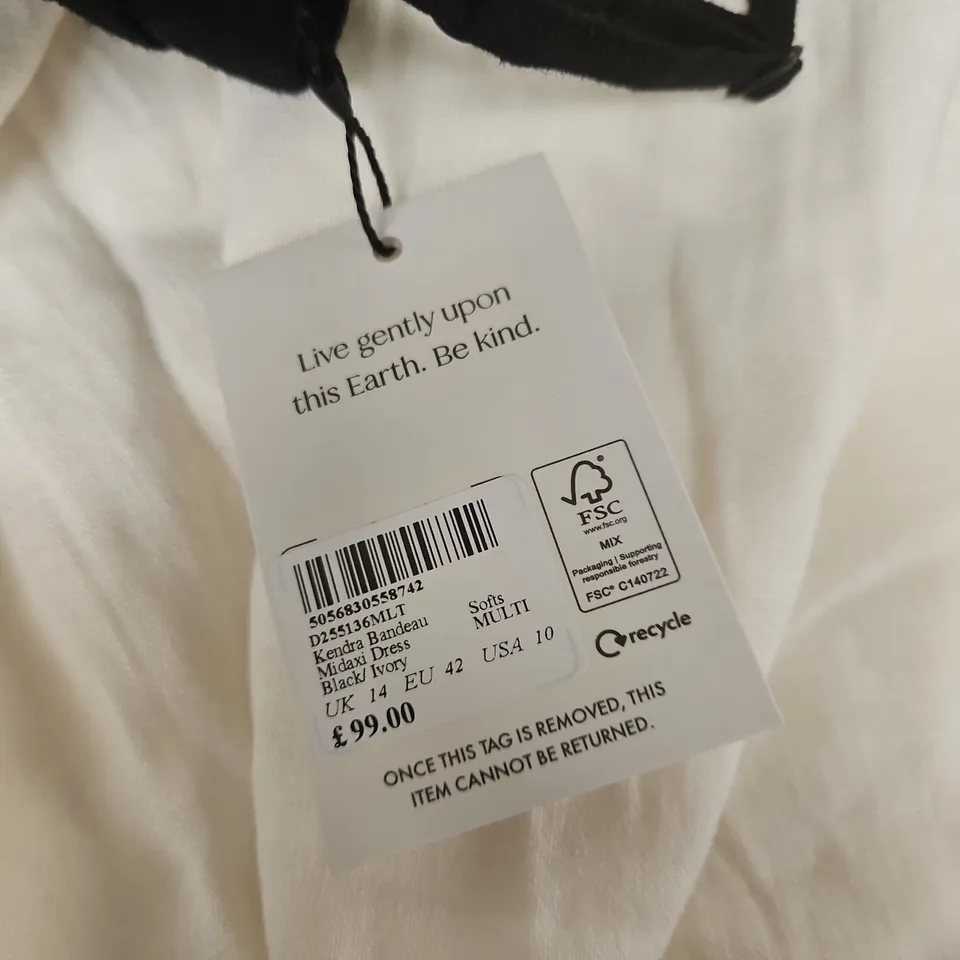 Live gently upon
this Earth. Be kind.
FSC
www.fsc.org
MIX
Packaging | Supporting
responsible forestry
FSC® C140722
recycle
5056830558742
D255136MLT Softs
Kendra Bandeau MULTI
Midaxi Dress
Black/ Ivory
UK 14 EU 42 USA 10
£99.00
ONCE THIS TAG IS REMOVED, THIS
ITEM CANNOT BE RETURNED.